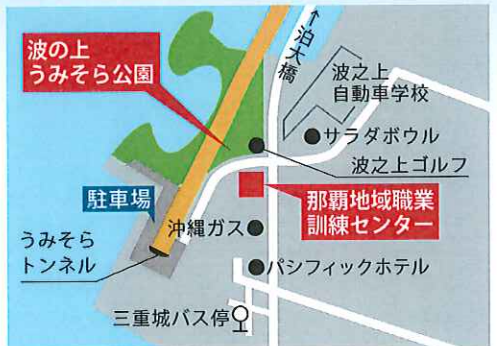 波の上
うみそら公園
↑泊大橋
波之上
自動車学校
サラダボウル
波之上ゴルフ
駐車場
那覇地域職業
訓練センター
沖縄ガス
うみそら
トンネル
パシフィックホテル
三重城バス停